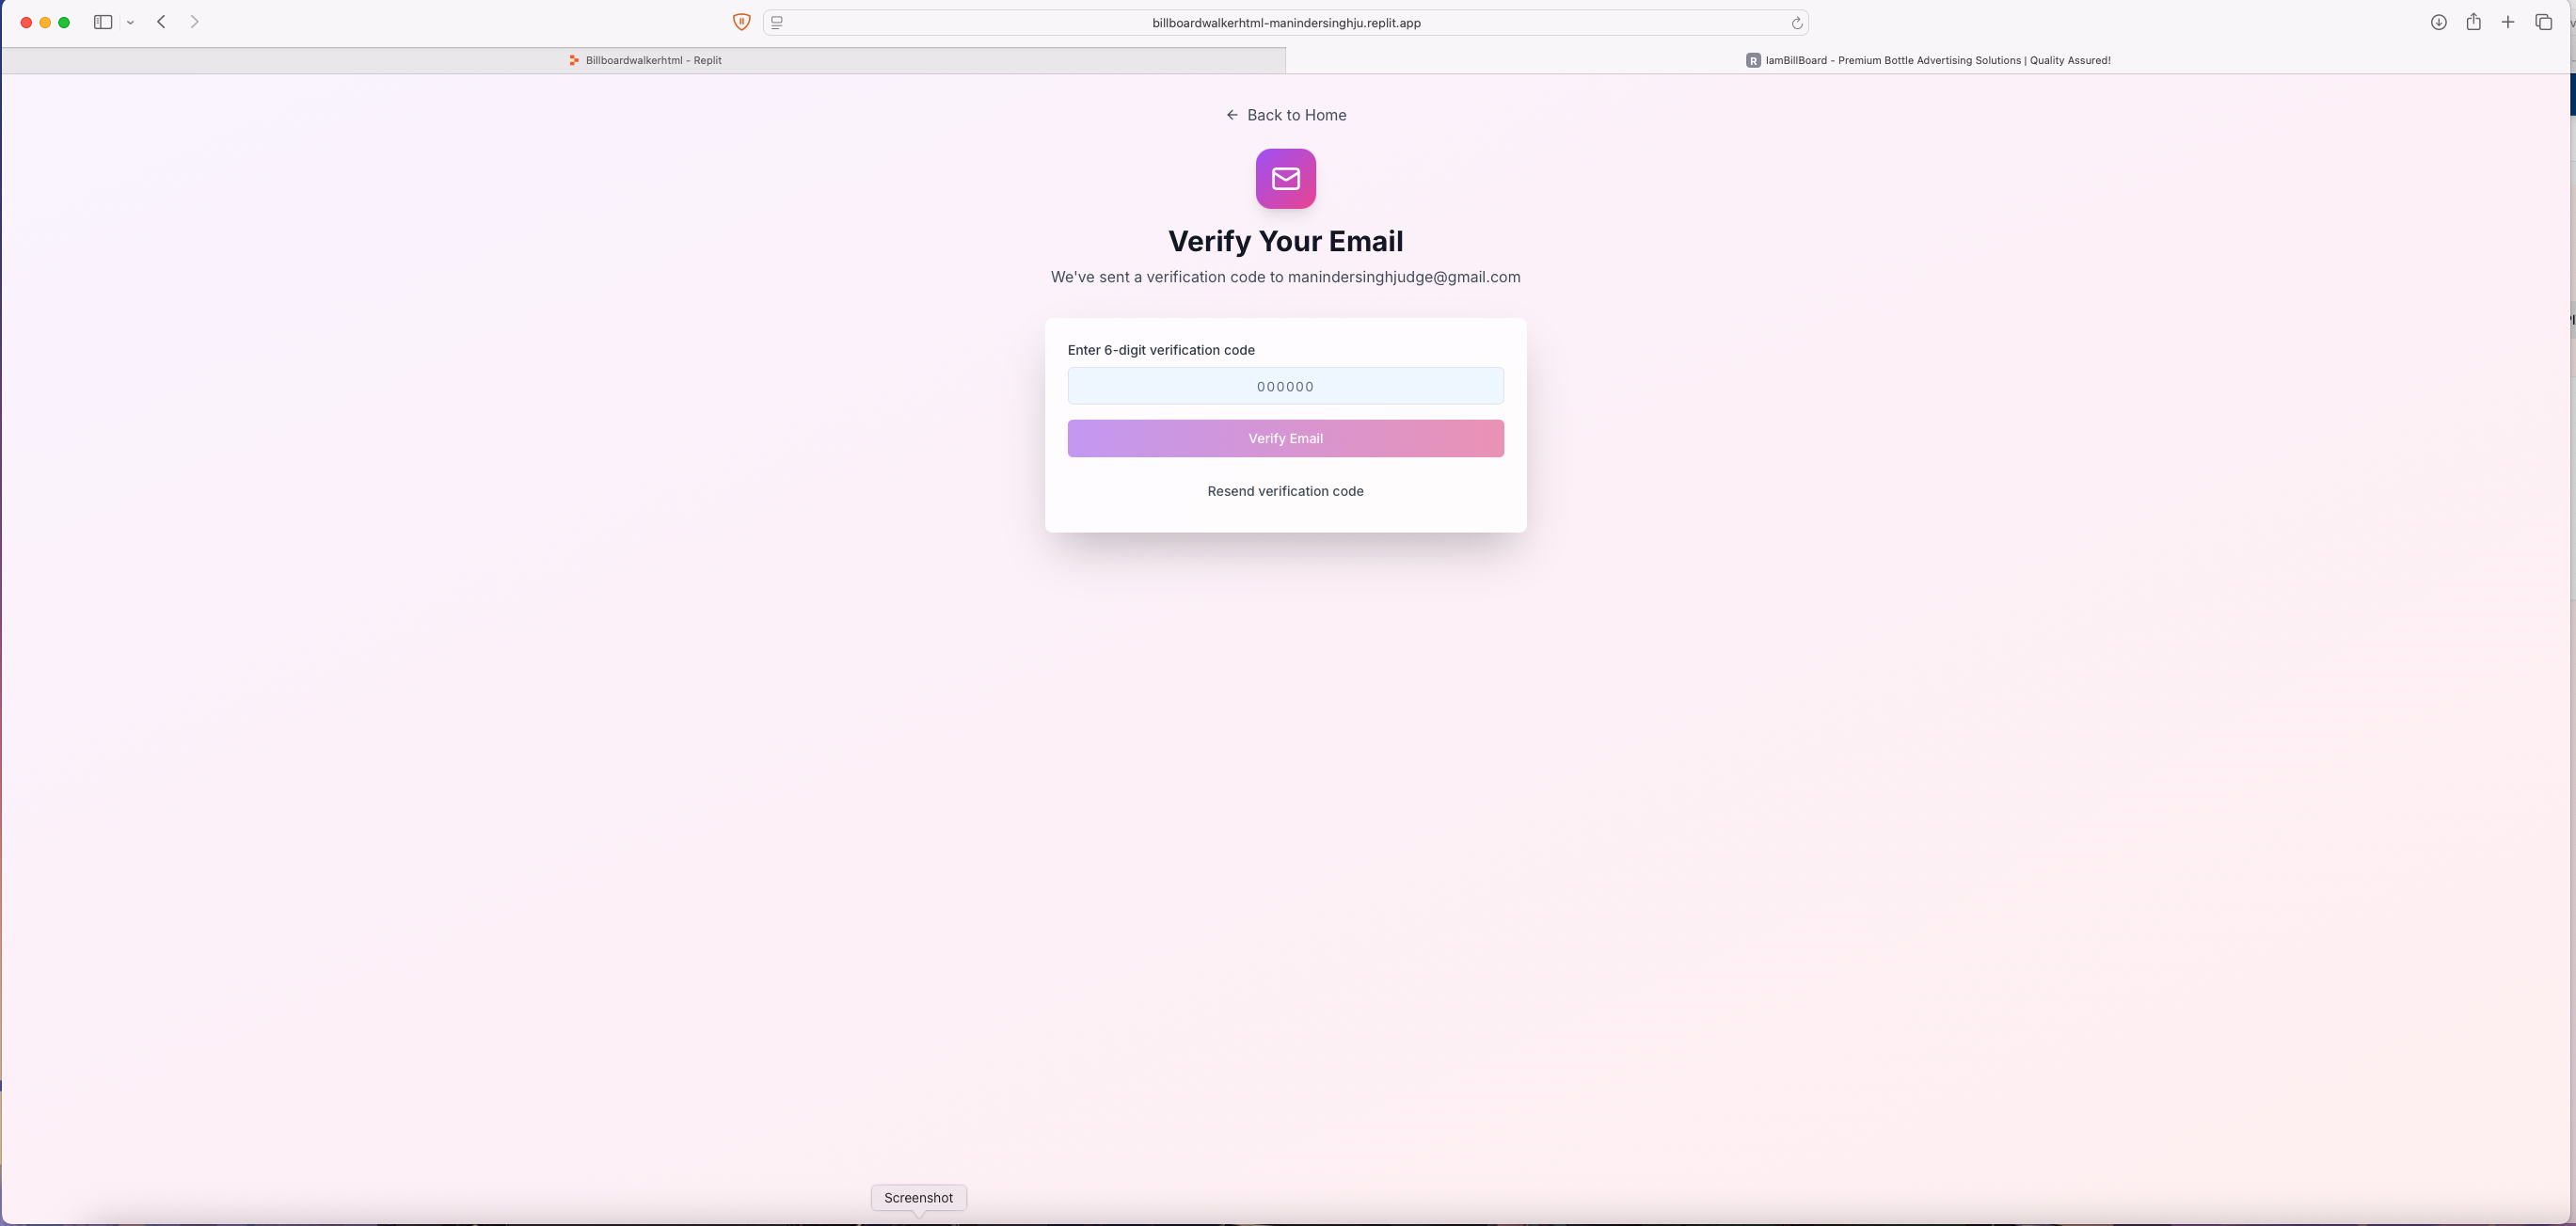 billboardwalkerhtml-manindersinghju.replit.app
Billboardwalkerhtml - Replit
R IamBillBoard - Premium Bottle Advertising Solutions | Quality Assured!
← Back to Home
Verify Your Email
We've sent a verification code to manindersinghjudge@gmail.com
Enter 6-digit verification code
000000
Verify Email
Resend verification code
Screenshot